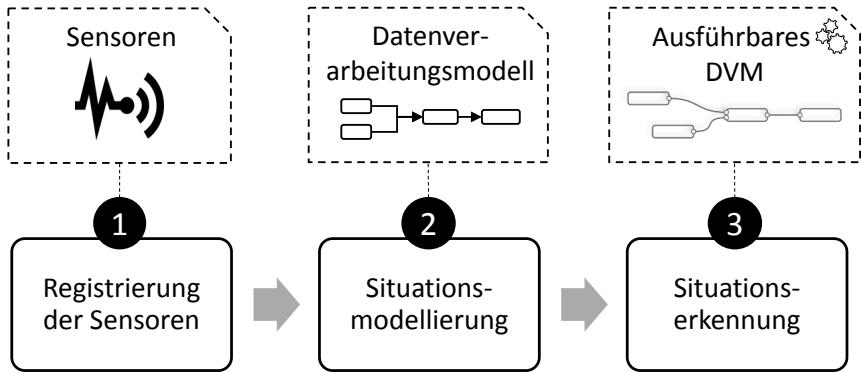 Sensoren
Datenver-
arbeitungsmodell
Ausführbares
DVM
1
2
3
Registrierung
der Sensoren
Situations-
modellierung
Situations-
erkennung